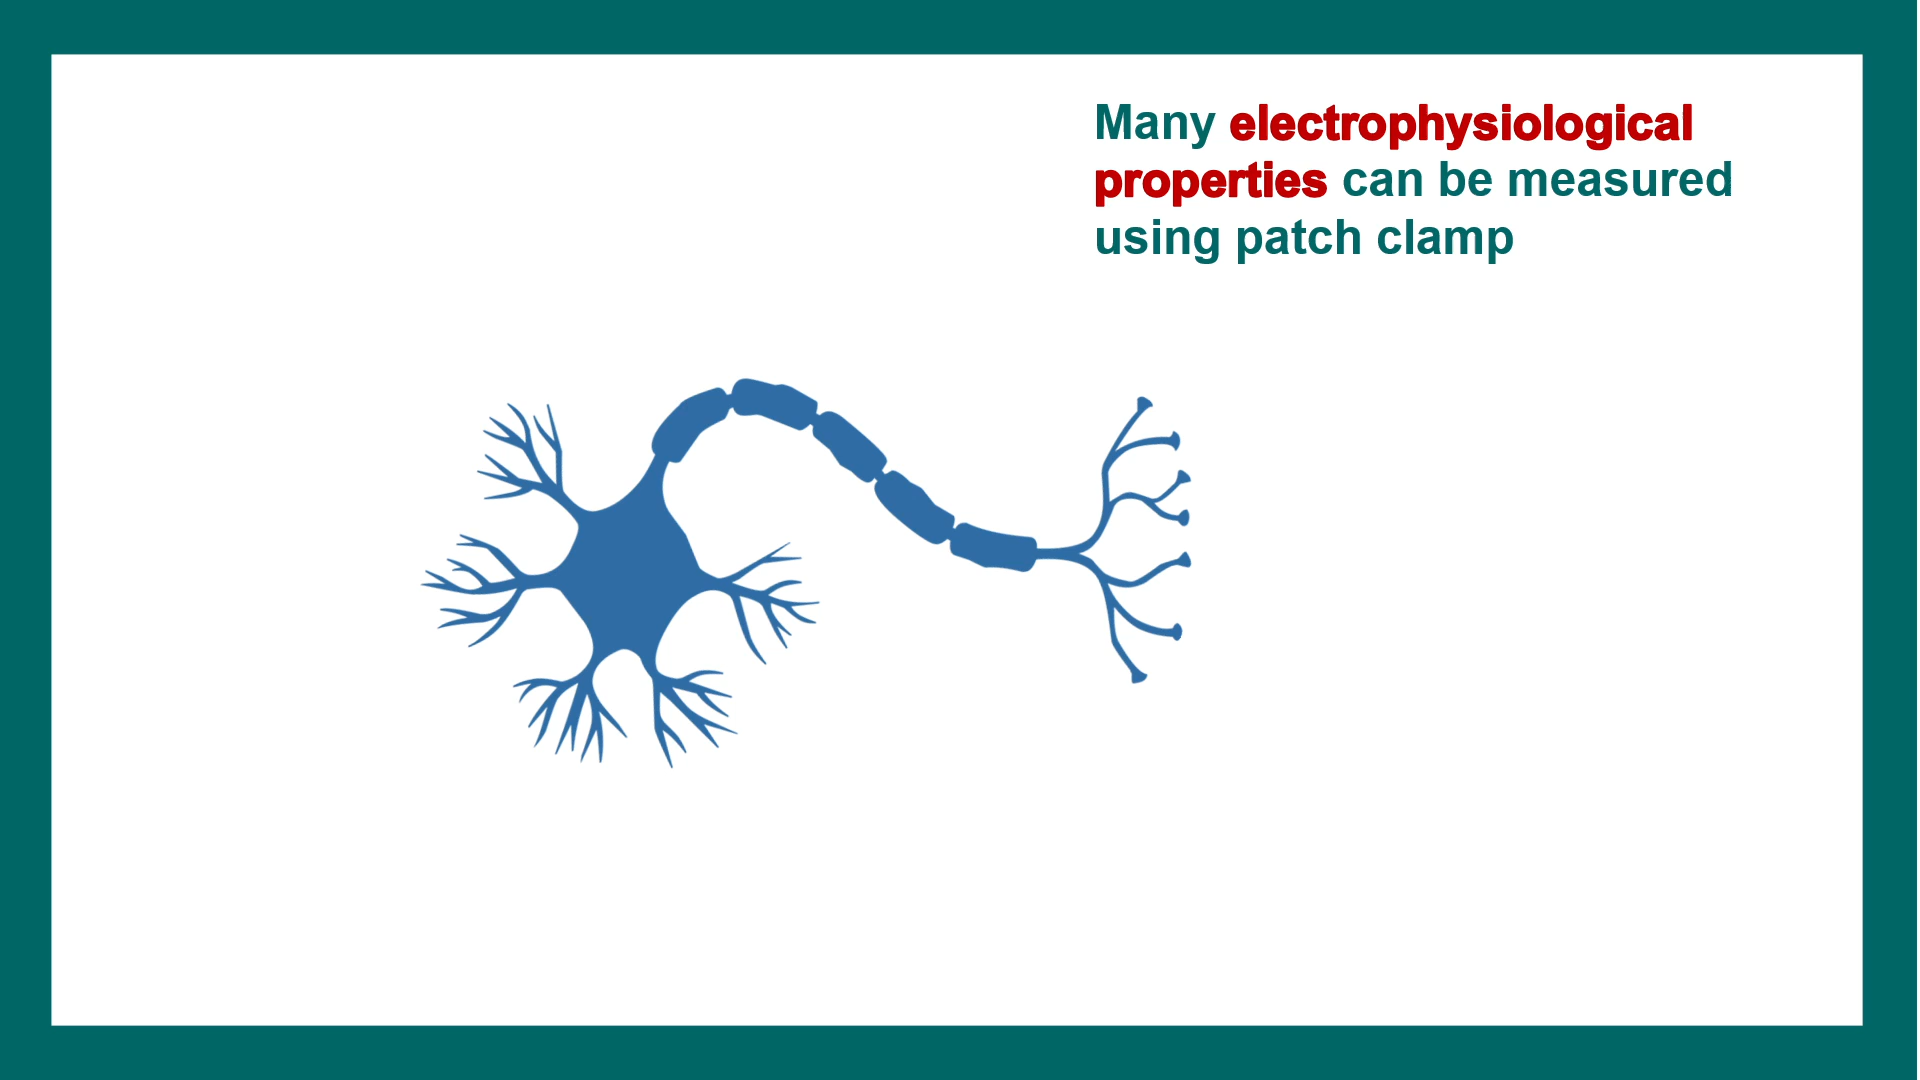 Many electrophysiological
properties can be measured
using patch clamp